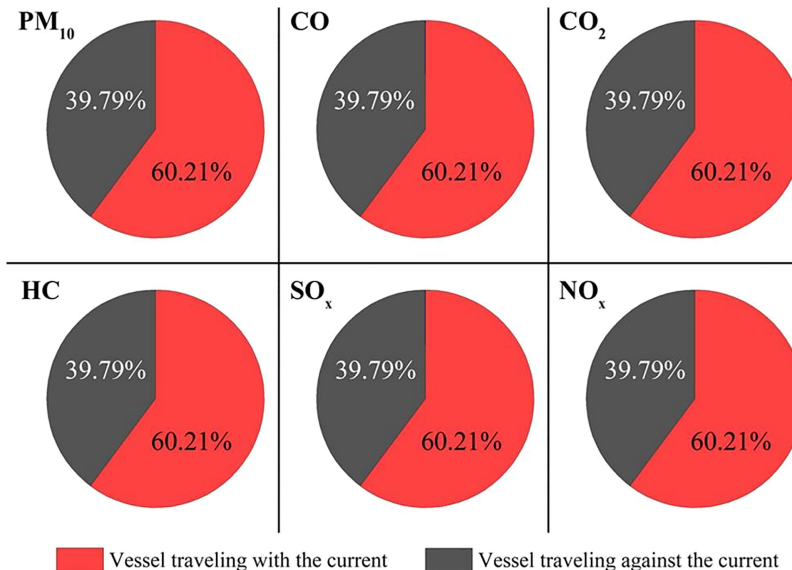 PM10
39.79%
60.21%
CO
39.79%
60.21%
CO2
39.79%
60.21%
HC
39.79%
60.21%
SOx
39.79%
60.21%
NOx
39.79%
60.21%
Vessel traveling with the current
Vessel traveling against the current